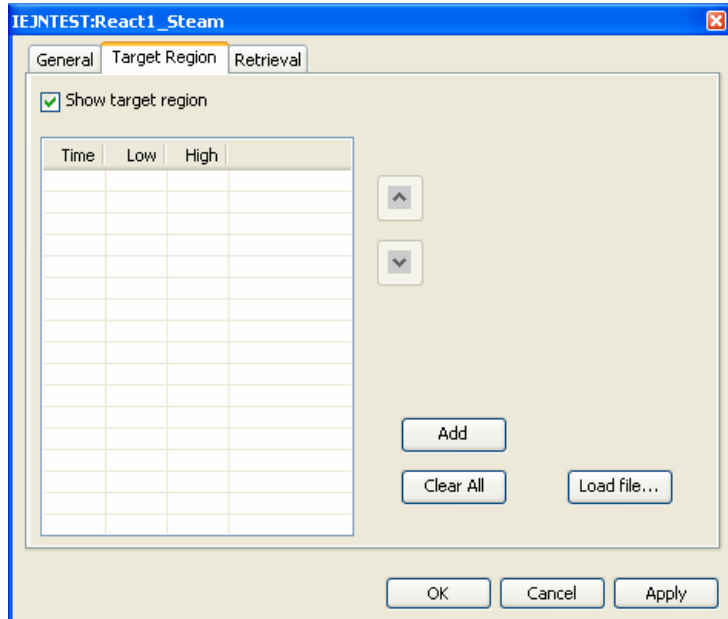 IEJNTEST:React1_Steam
General Target Region Retrieval
Show target region
Time Low High
Add
Clear All Load file...
OK Cancel Apply